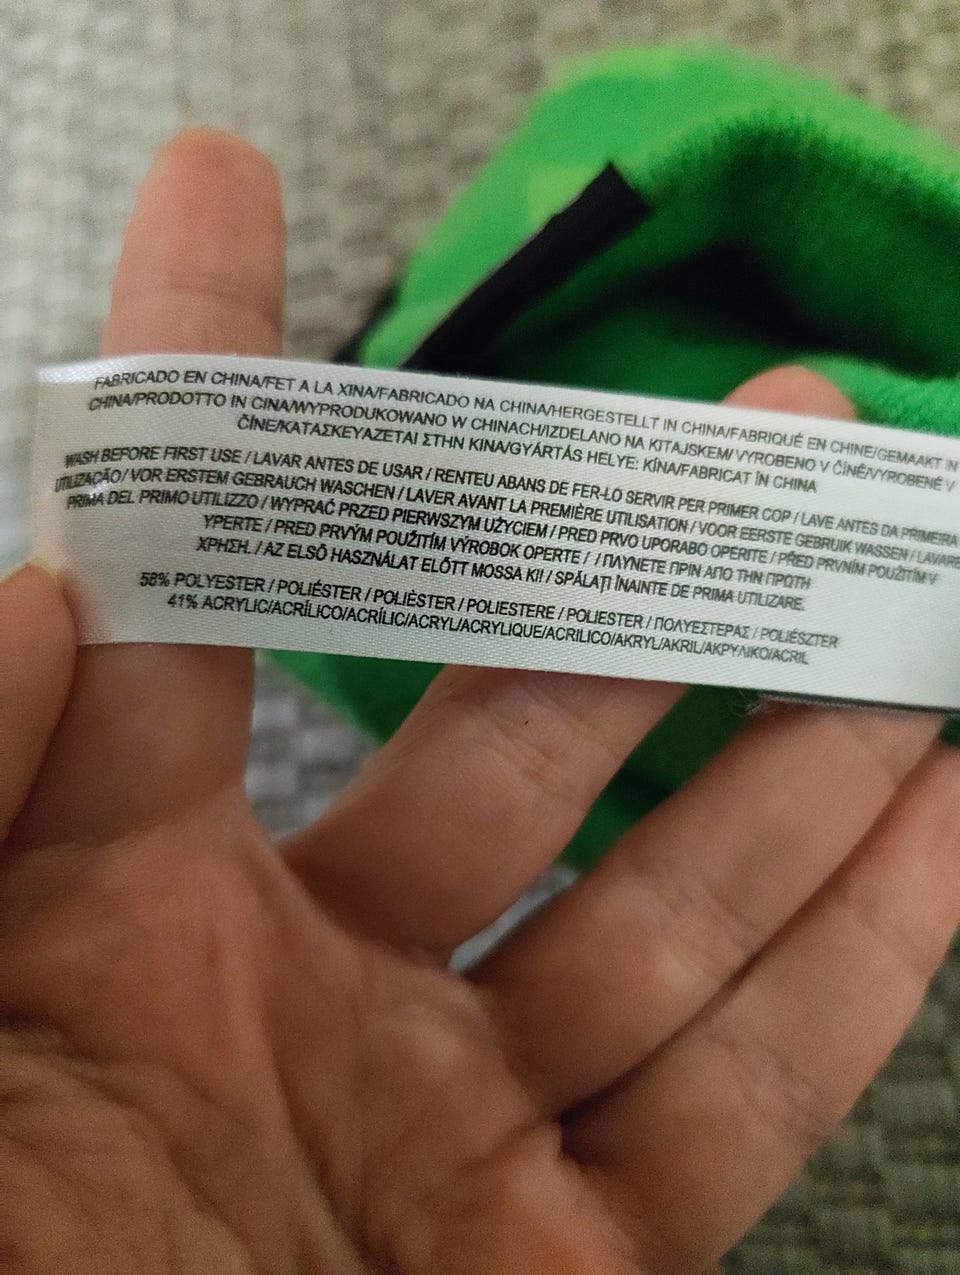 FABRICADO EN CHINA/FET A LA XINA/FABRICADO NA CHINA/HERGESTELLT IN CHINA/FABRIQUÉ EN CHINE/GEMAAKT IN
CHINA/PRODOTTO IN CINA/WYPRODUKOWANO W CHINACH/IZDELANO NA KITAJSKEM/ VYROBENO V ČÍNĚ/VYROBENÉ V
ČÍNE/ΚΑΤΑΣΚΕΥΑΖΕΤΑΙ ΣΤΗΝ ΚΙΝΑ/GYÁRTÁS HELYE: KÍNA/FABRICAT ÎN CHINA
WASH BEFORE FIRST USE / LAVAR ANTES DE USAR / RENTEU ABANS DE FER-LO SERVIR PER PRIMER COP / LAVE ANTES DA PRIMEIRA
UTILIZAÇÃO / VOR ERSTEM GEBRAUCH WASCHEN / LAVER AVANT LA PREMIÈRE UTILISATION / VOOR EERSTE GEBRUIK WASSEN / LAVARE
PRIMA DEL PRIMO UTILIZZO / WYPRAĆ PRZED PIERWSZYM UŻYCIEM / PRED PRVO UPORABO OPERITE / PŘED PRVNÍM POUŽITÍM V
YPERTE / PRED PRVÝM POUŽITÍM VÝROBOK OPERTE / / ΠΛΥΝΕΤΕ ΠΡΙΝ ΑΠΟ ΤΗΝ ΠΡΩΤΗ
ΧΡΗΣΗ. / AZ ELSŐ HASZNÁLAT ELŐTT MOSSA KI! / SPĂLAȚI ÎNAINTE DE PRIMA UTILIZARE.
58% POLYESTER / POLIÉSTER / POLIÈSTER / POLIESTERE / POLIESTER / ΠΟΛΥΕΣΤΕΡΑΣ / POLIÉSZTER
41% ACRYLIC/ACRÍLICO/ACRÍLIC/ACRYL/ACRYLIQUE/ACRILICO/AKRYL/AKRIL/ΑΚΡΥΛΙΚΟ/ACRIL